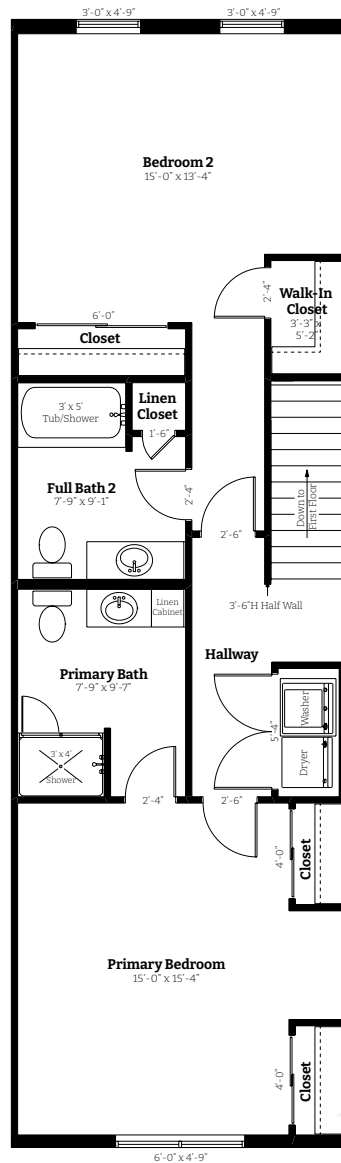 3'-0" x 4'-9"
3'-0" x 4'-9"
Bedroom 2
15'-0" x 13'-4"
2'-4"
Walk-In
Closet
3'-3" x
5'-2"
6'-0"
Closet
3' x 5'
Tub/Shower
Linen
Closet
1'-6"
Full Bath 2
7'-9" x 9'-1"
2'-4"
2'-6"
Down to
First Floor
3'-6"H Half Wall
Linen
Cabinet
Hallway
Primary Bath
7'-9" x 9'-7"
Washer
5'-4"
Dryer
3' x 4'
Shower
2'-4"
2'-6"
4'-0"
Closet
Primary Bedroom
15'-0" x 15'-4"
4'-0"
Closet
6'-0" x 4'-9"